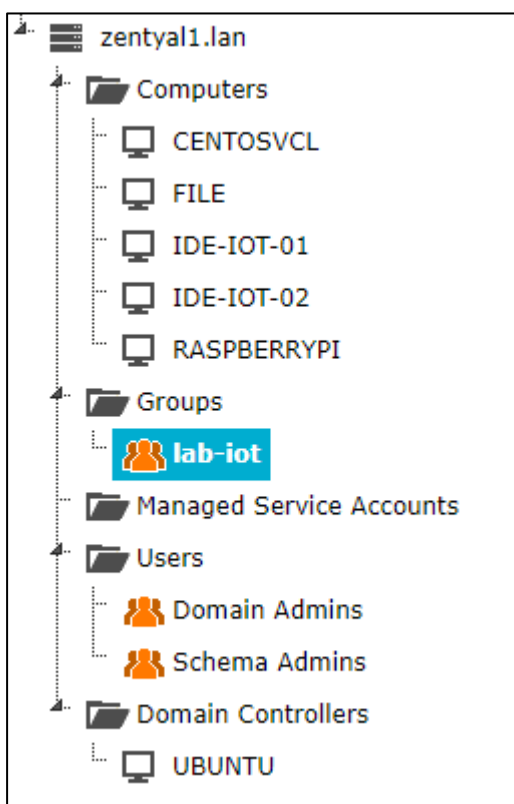 zentyal1.lan
Computers
CENTOSVCL
FILE
IDE-IOT-01
IDE-IOT-02
RASPBERRYPI
Groups
lab-iot
Managed Service Accounts
Users
Domain Admins
Schema Admins
Domain Controllers
UBUNTU